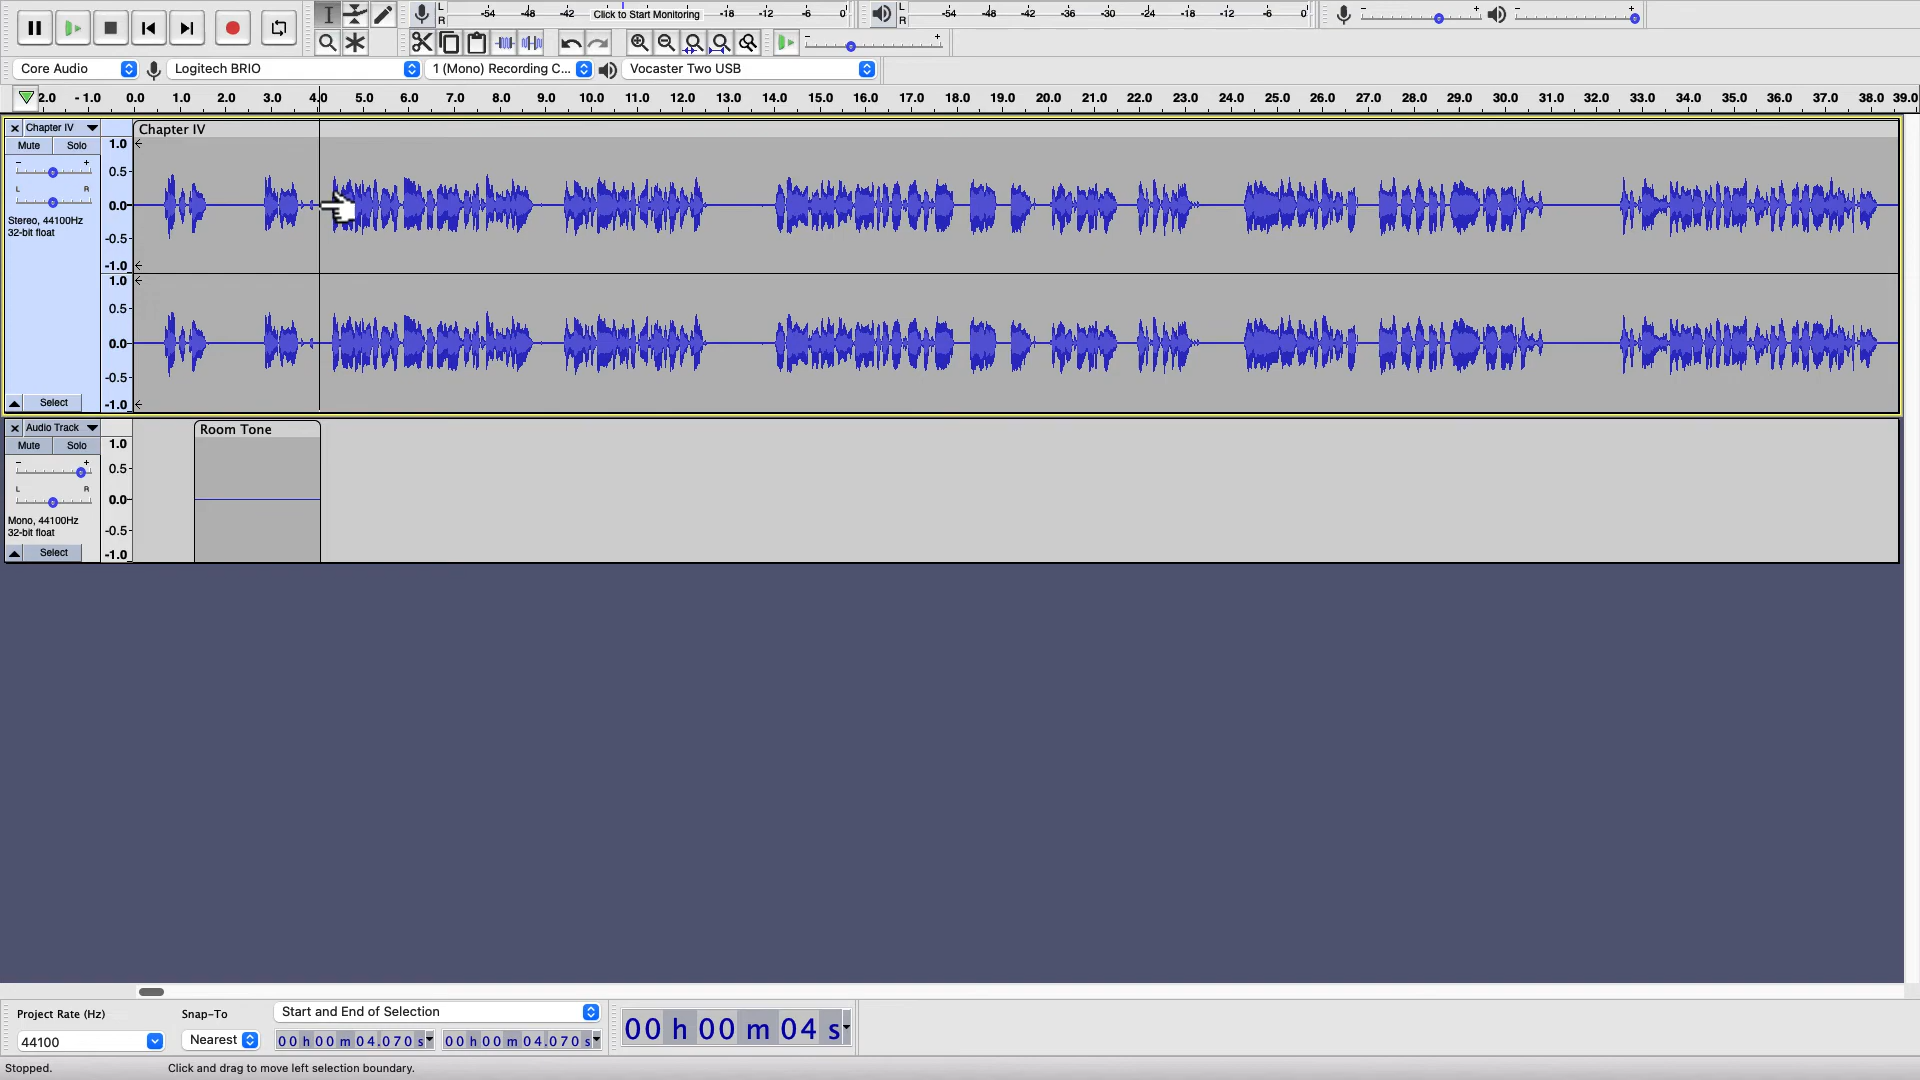 L
R
-54 -48 -42 Click to Start Monitoring -18 -12 -6 0
L
R
-54 -48 -42 -36 -30 -24 -18 -12 -6 0
- +
- +
- +
Core Audio
Logitech BRIO
1 (Mono) Recording C...
Vocaster Two USB
2.0 - 1.0 0.0 1.0 2.0 3.0 4.0 5.0 6.0 7.0 8.0 9.0 10.0 11.0 12.0 13.0 14.0 15.0 16.0 17.0 18.0 19.0 20.0 21.0 22.0 23.0 24.0 25.0 26.0 27.0 28.0 29.0 30.0 31.0 32.0 33.0 34.0 35.0 36.0 37.0 38.0 39.0
Chapter IV
Mute Solo
- +
L R
Stereo, 44100Hz
32-bit float
Select
1.0
0.5
0.0
-0.5
-1.0
1.0
0.5
0.0
-0.5
-1.0
Chapter IV
Audio Track
Mute Solo
- +
L R
Mono, 44100Hz
32-bit float
Select
1.0
0.5
0.0
-0.5
-1.0
Room Tone
Project Rate (Hz)
44100
Snap-To
Nearest
Start and End of Selection
00 h 00 m 04.070 s
00 h 00 m 04.070 s
00 h 00 m 04 s
Stopped.
Click and drag to move left selection boundary.